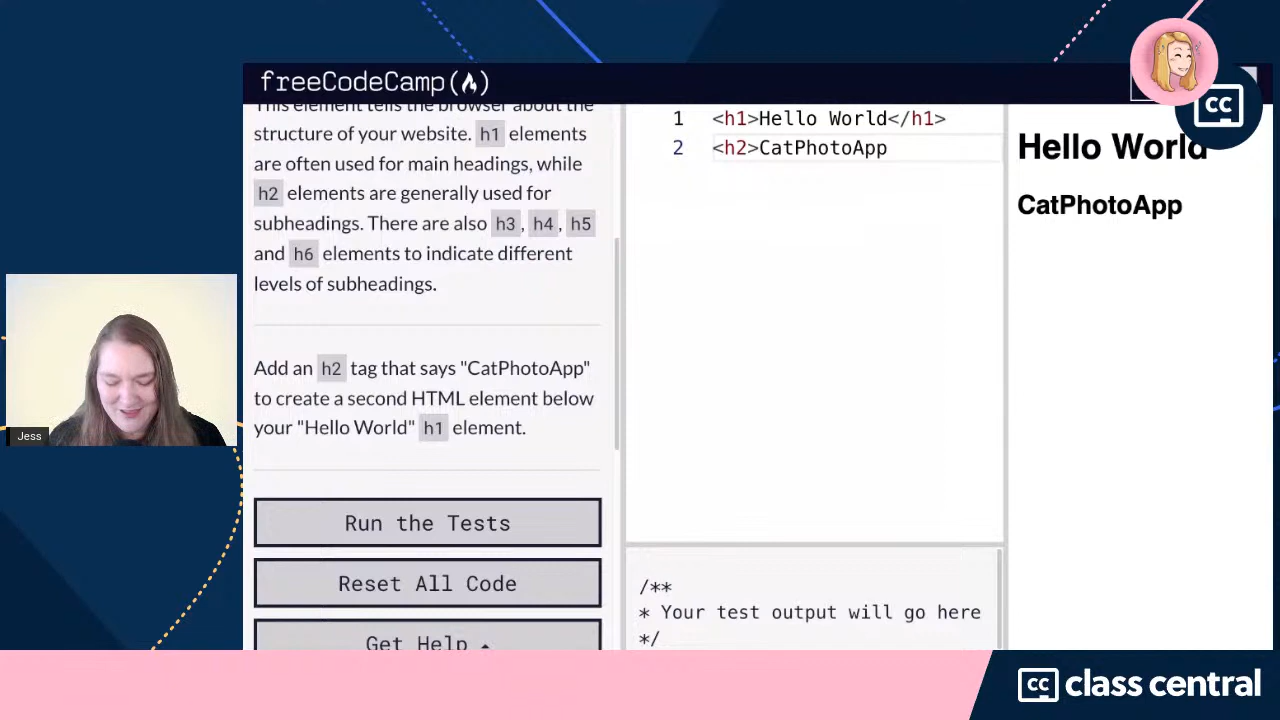 freeCodeCamp(🔥)
This element tells the browser about the
structure of your website. h1 elements
are often used for main headings, while
h2 elements are generally used for
subheadings. There are also h3, h4, h5
and h6 elements to indicate different
levels of subheadings.
Add an h2 tag that says "CatPhotoApp"
to create a second HTML element below
your "Hello World" h1 element.
Run the Tests
Reset All Code
Get Help
1 <h1>Hello World</h1>
2 <h2>CatPhotoApp
/**
* Your test output will go here
*/
Hello World
CatPhotoApp
CC
Jess
CC class central